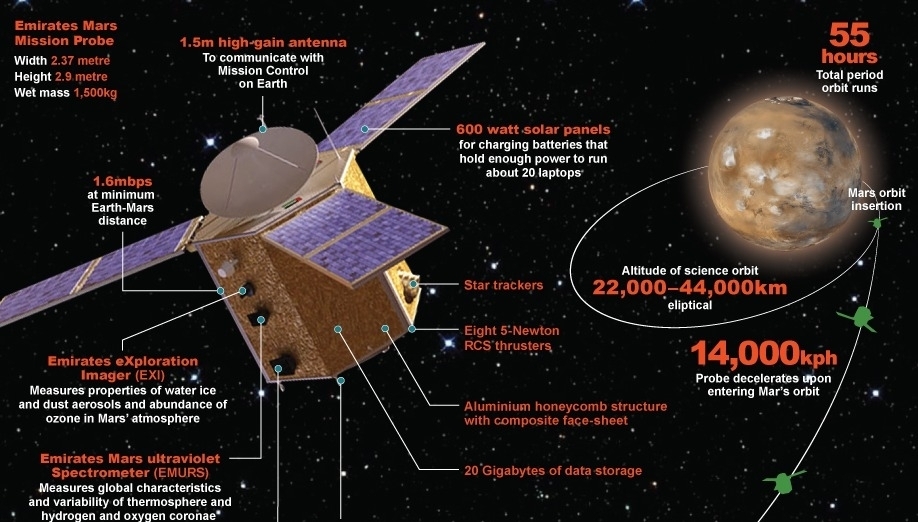 Emirates Mars
Mission Probe
Width 2.37 metre
Height 2.9 metre
Wet mass 1,500kg
1.5m high-gain antenna
To communicate with
Mission Control
on Earth
600 watt solar panels
for charging batteries that
hold enough power to run
about 20 laptops
55
hours
Total period
orbit runs
1.6mbps
at minimum
Earth-Mars
distance
Mars orbit
insertion
Altitude of science orbit
22,000–44,000km
eliptical
Star trackers
Eight 5-Newton
RCS thrusters
14,000kph
Probe decelerates upon
entering Mar's orbit
Emirates eXploration
Imager (EXI)
Measures properties of water ice
and dust aerosols and abundance of
ozone in Mars' atmosphere
Aluminium honeycomb structure
with composite face-sheet
20 Gigabytes of data storage
Emirates Mars ultraviolet
Spectrometer (EMURS)
Measures global characteristics
and variability of thermosphere and
hydrogen and oxygen coronae